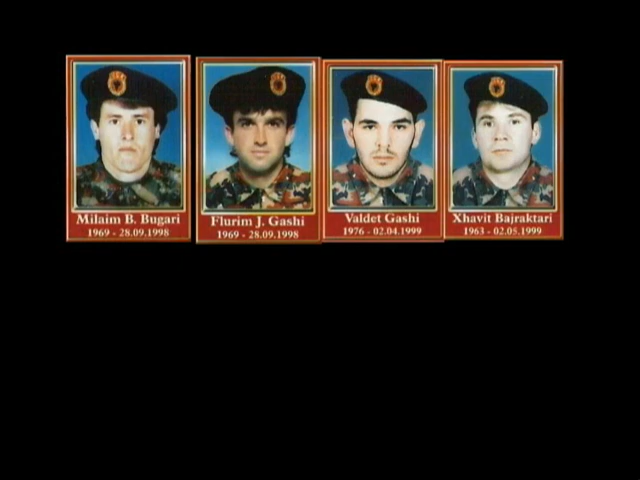 Milaim B. Bugari
1969 - 28.09.1998
Flurim J. Gashi
1969 - 28.09.1998
Valdet Gashi
1976 - 02.04.1999
Xhavit Bajraktari
1963 - 02.05.1999